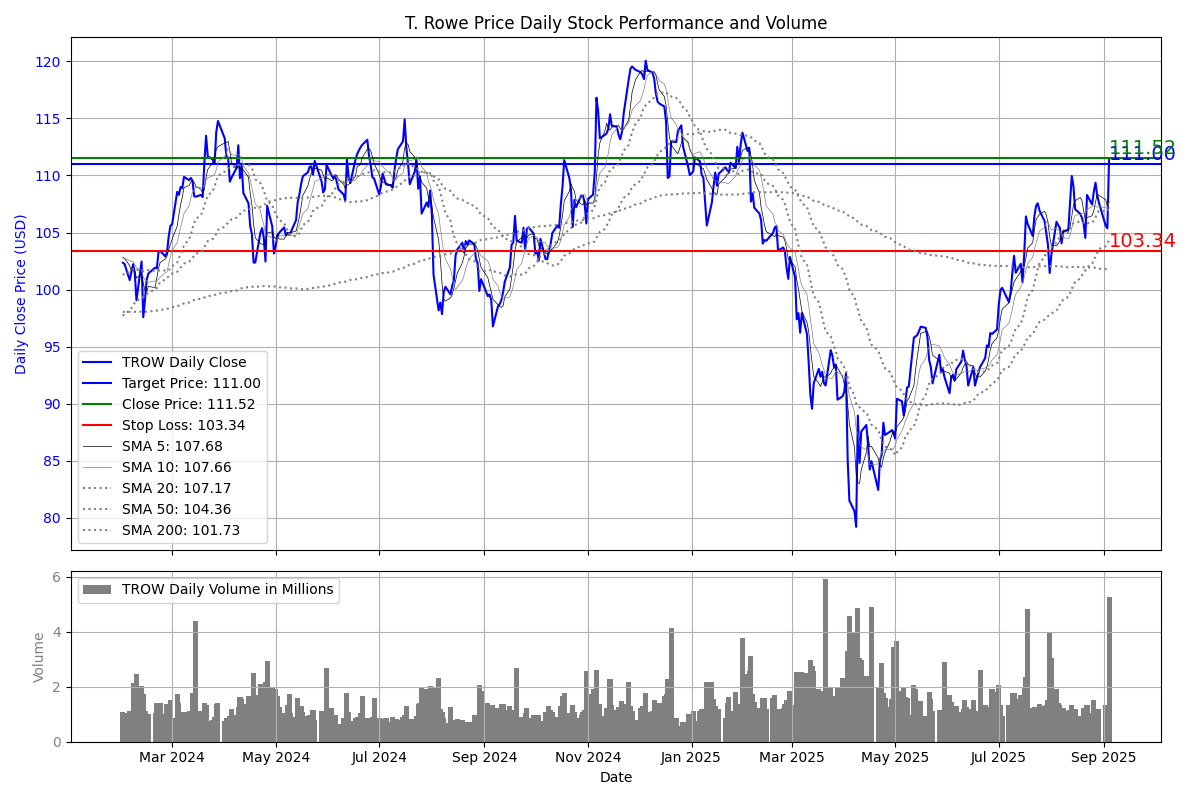 T. Rowe Price Daily Stock Performance and Volume
Daily Close Price (USD)
120
115
110
105
100
95
90
85
80
111.52
111.00
103.34
TROW Daily Close
Target Price: 111.00
Close Price: 111.52
Stop Loss: 103.34
SMA 5: 107.68
SMA 10: 107.66
SMA 20: 107.17
SMA 50: 104.36
SMA 200: 101.73
Volume
6
4
2
0
TROW Daily Volume in Millions
Mar 2024 May 2024 Jul 2024 Sep 2024 Nov 2024 Jan 2025 Mar 2025 May 2025 Jul 2025 Sep 2025
Date